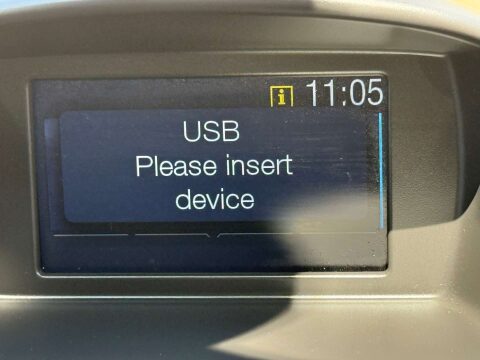 i 11:05
USB
Please insert
device